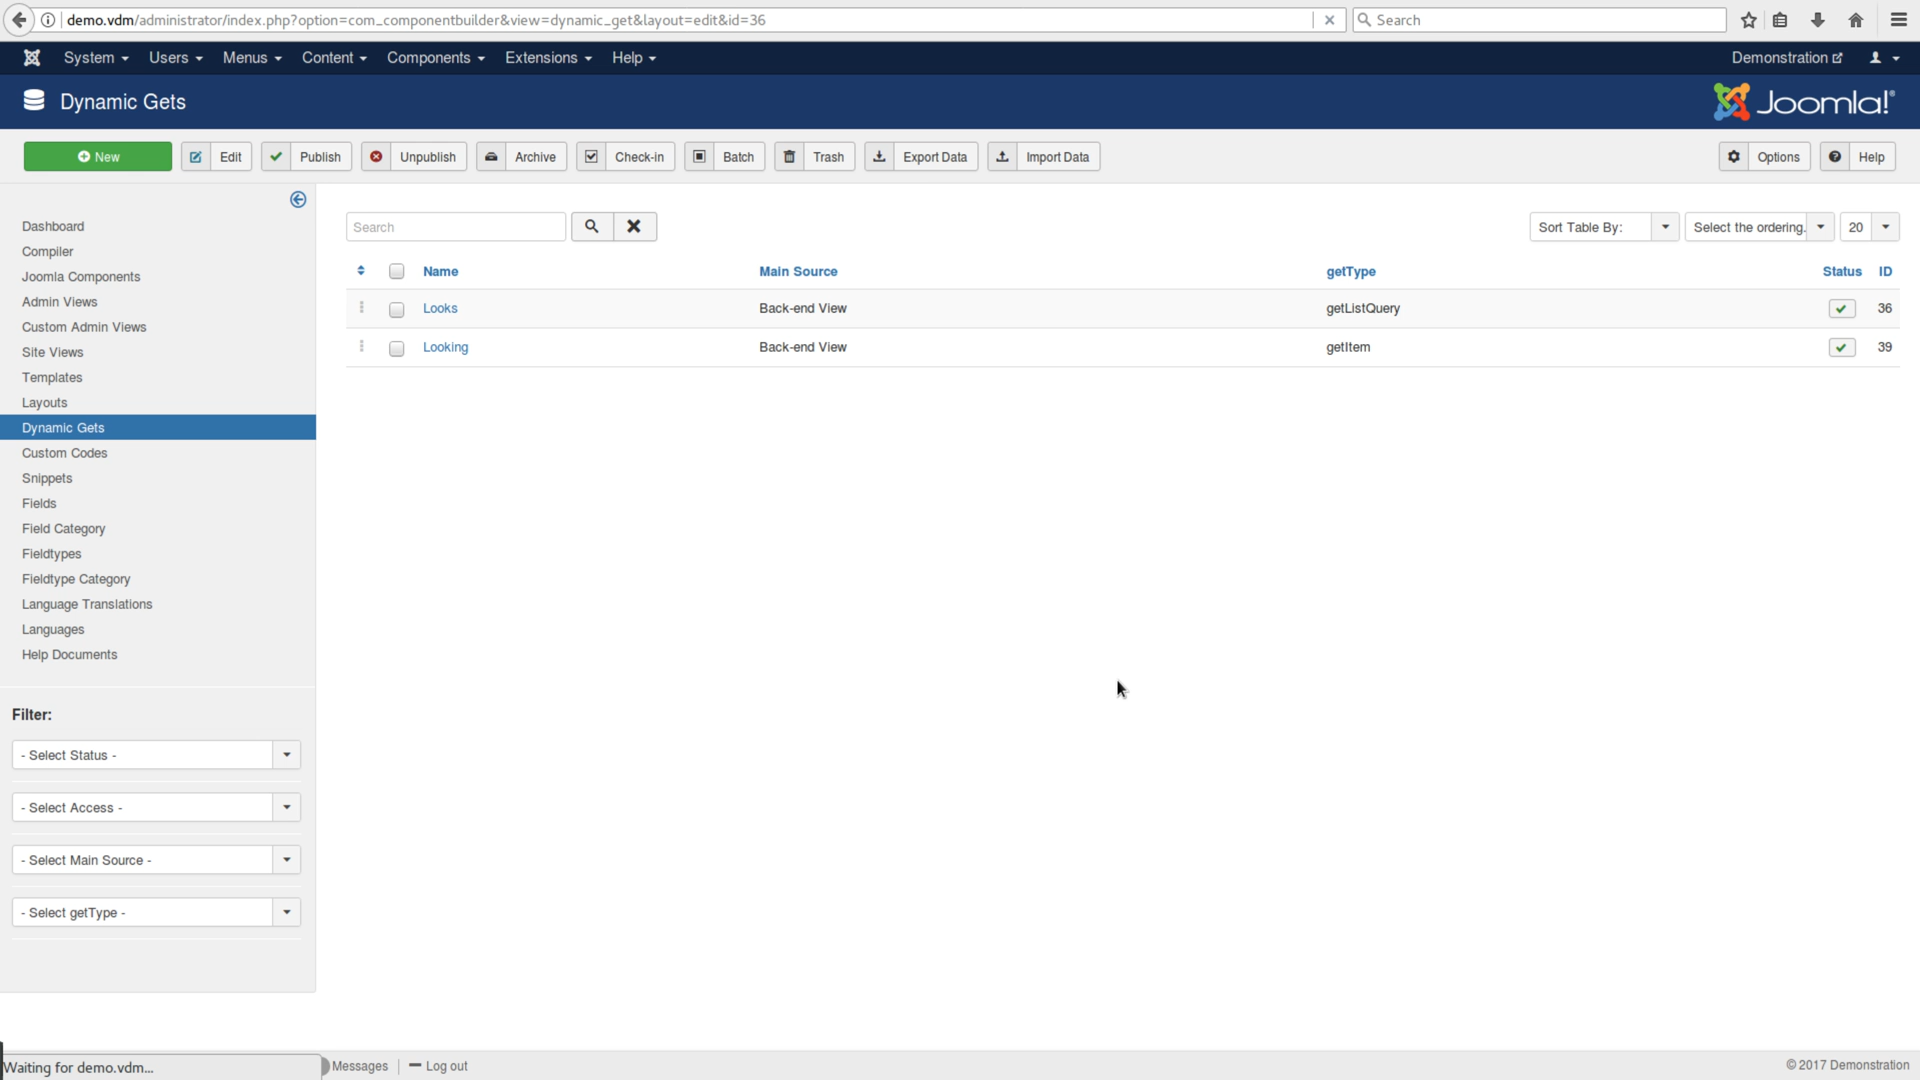 demo.vdm/administrator/index.php?option=com_componentbuilder&view=dynamic_get&layout=edit&id=36
Search
System Users Menus Content Components Extensions Help
Demonstration
Dynamic Gets
Joomla!®
New Edit Publish Unpublish Archive Check-in Batch Trash Export Data Import Data Options Help
Dashboard
Compiler
Joomla Components
Admin Views
Custom Admin Views
Site Views
Templates
Layouts
Dynamic Gets
Custom Codes
Snippets
Fields
Field Category
Fieldtypes
Fieldtype Category
Language Translations
Languages
Help Documents
Filter:
- Select Status -
- Select Access -
- Select Main Source -
- Select getType -
Search
Sort Table By: Select the ordering. 20
Name Main Source getType Status ID
Looks Back-end View getListQuery 36
Looking Back-end View getItem 39
Waiting for demo.vdm...
Messages Log out
© 2017 Demonstration